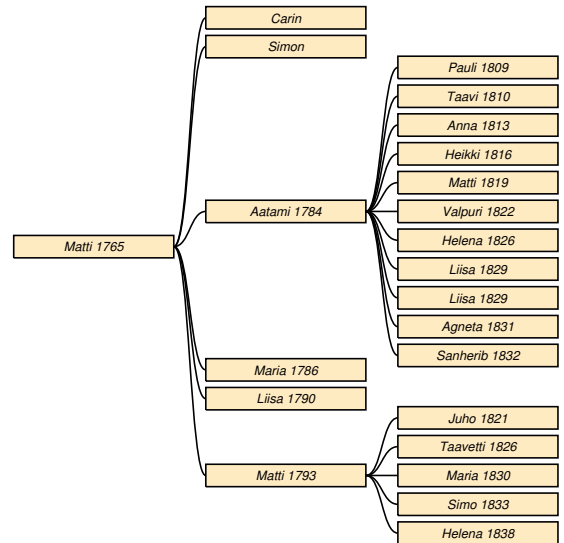 Carin
Simon
Pauli 1809
Taavi 1810
Anna 1813
Heikki 1816
Matti 1819
Aatami 1784
Valpuri 1822
Matti 1765
Helena 1826
Liisa 1829
Liisa 1829
Agneta 1831
Sanherib 1832
Maria 1786
Liisa 1790
Juho 1821
Taavetti 1826
Matti 1793
Maria 1830
Simo 1833
Helena 1838